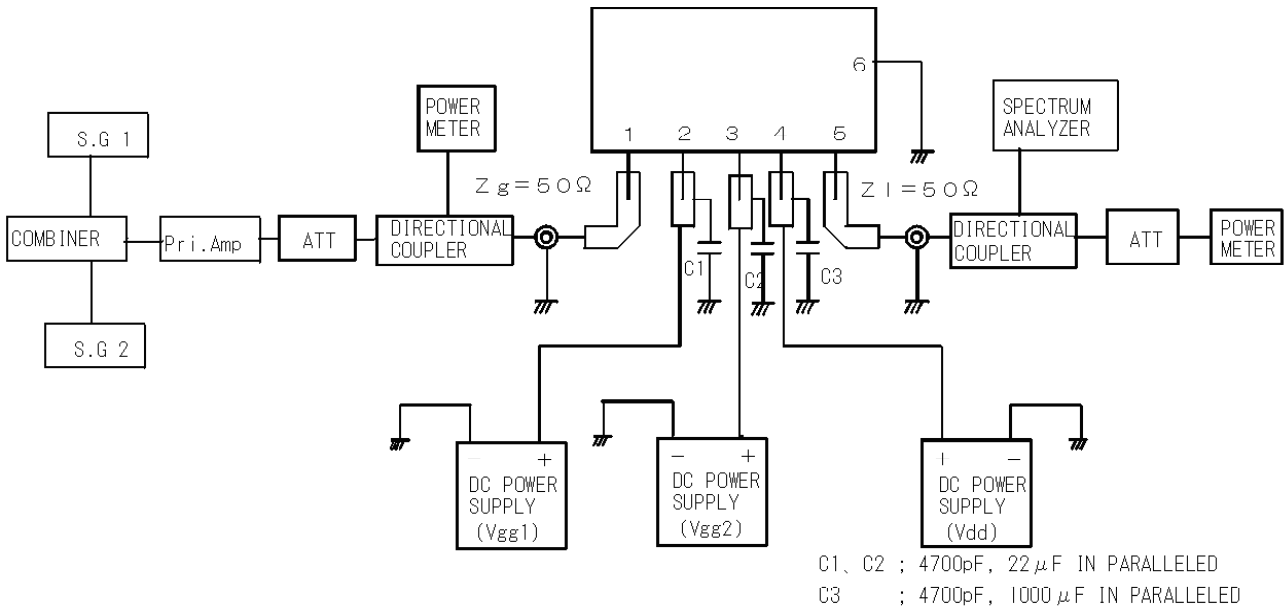 6
1 2 3 4 5
S.G 1
POWER
METER
SPECTRUM
ANALYZER
Zg=50Ω
Zl=50Ω
COMBINER
Pri.Amp
ATT
DIRECTIONAL
COUPLER
C1
C2
C3
DIRECTIONAL
COUPLER
ATT
POWER
METER
S.G 2
- +
DC POWER
SUPPLY
(Vgg1)
- +
DC POWER
SUPPLY
(Vgg2)
| -
DC POWER
SUPPLY
(Vdd)
C1、C2 ; 4700pF, 22μF IN PARALLELED
C3 ; 4700pF, 1000μF IN PARALLELED